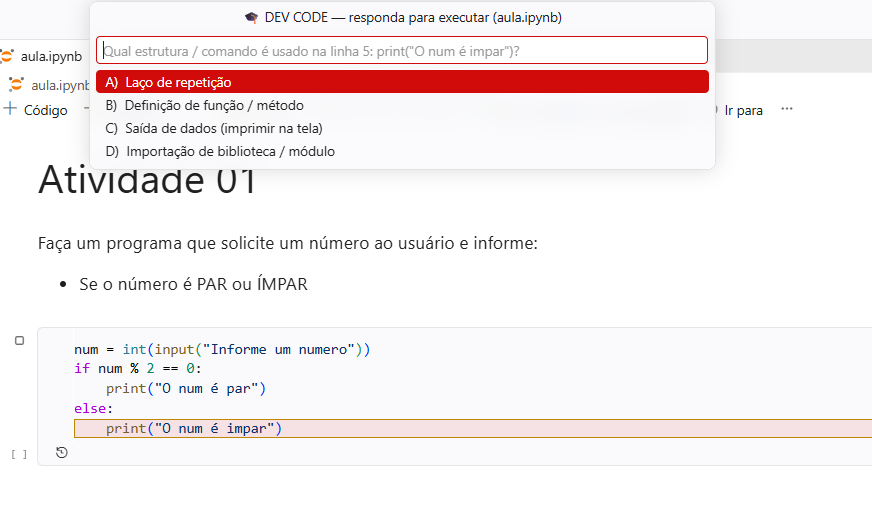 🎓 DEV CODE — responda para executar (aula.ipynb)
Qual estrutura / comando é usado na linha 5: print("O num é impar")?
aula.ipynb
A) Laço de repetição
aula.ipynb
B) Definição de função / método
+ Código
Ir para ···
C) Saída de dados (imprimir na tela)
D) Importação de biblioteca / módulo
Atividade 01
Faça um programa que solicite um número ao usuário e informe:
• Se o número é PAR ou ÍMPAR
num = int(input("Informe um numero"))
if num % 2 == 0:
    print("O num é par")
else:
    print("O num é impar")
[ ]